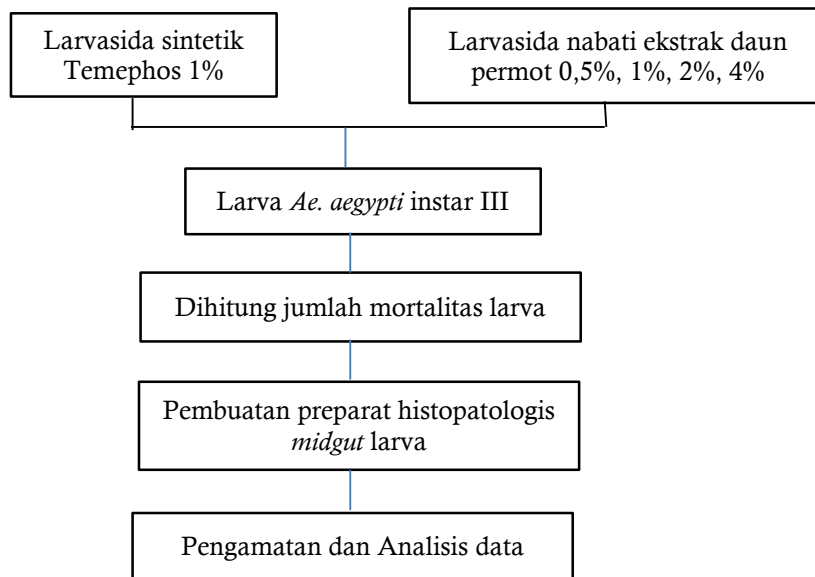 Larvasida sintetik
Temephos 1%
Larvasida nabati ekstrak daun
permot 0,5%, 1%, 2%, 4%
Larva Ae. aegypti instar III
Dihitung jumlah mortalitas larva
Pembuatan preparat histopatologis
midgut larva
Pengamatan dan Analisis data